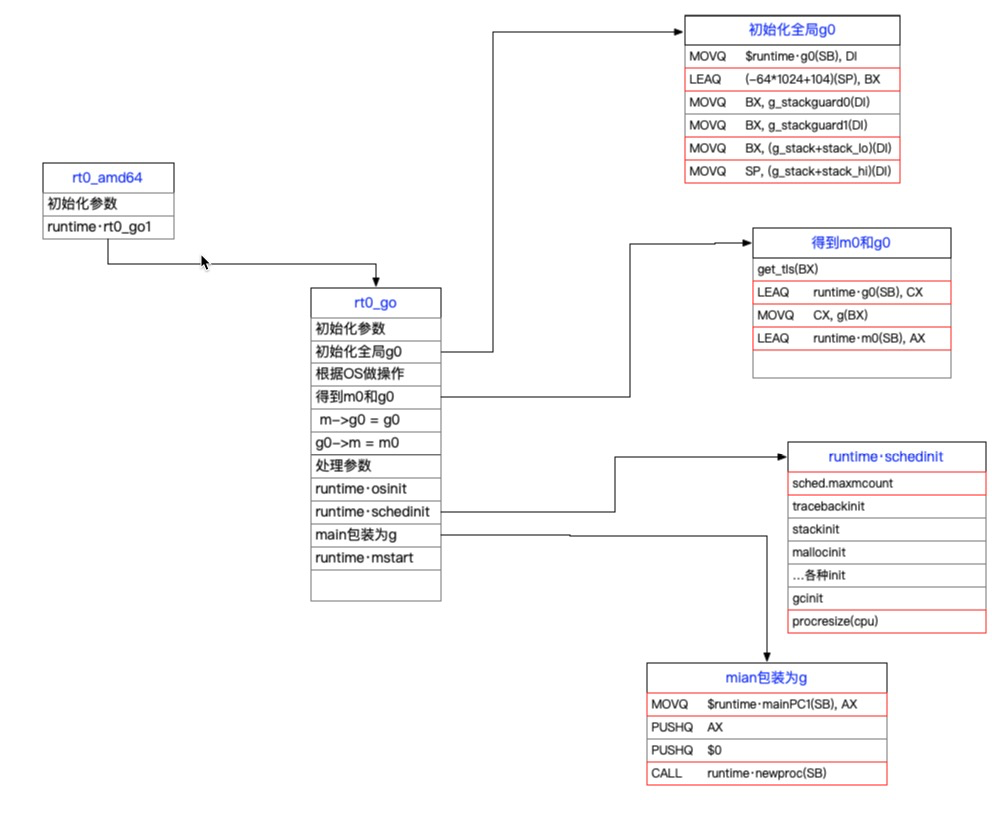 rt0_amd64
初始化参数
runtime·rt0_go1
rt0_go
初始化参数
初始化全局g0
根据OS做操作
得到m0和g0
m->g0 = g0
g0->m = m0
处理参数
runtime·osinit
runtime·schedinit
main包装为g
runtime·mstart
初始化全局g0
MOVQ $runtime·g0(SB), DI
LEAQ (-64*1024+104)(SP), BX
MOVQ BX, g_stackguard0(DI)
MOVQ BX, g_stackguard1(DI)
MOVQ BX, (g_stack+stack_lo)(DI)
MOVQ SP, (g_stack+stack_hi)(DI)
得到m0和g0
get_tls(BX)
LEAQ runtime·g0(SB), CX
MOVQ CX, g(BX)
LEAQ runtime·m0(SB), AX
runtime·schedinit
sched.maxmcount
tracebackinit
stackinit
mallocinit
...各种init
gcinit
procresize(cpu)
mian包装为g
MOVQ $runtime·mainPC1(SB), AX
PUSHQ AX
PUSHQ $0
CALL runtime·newproc(SB)